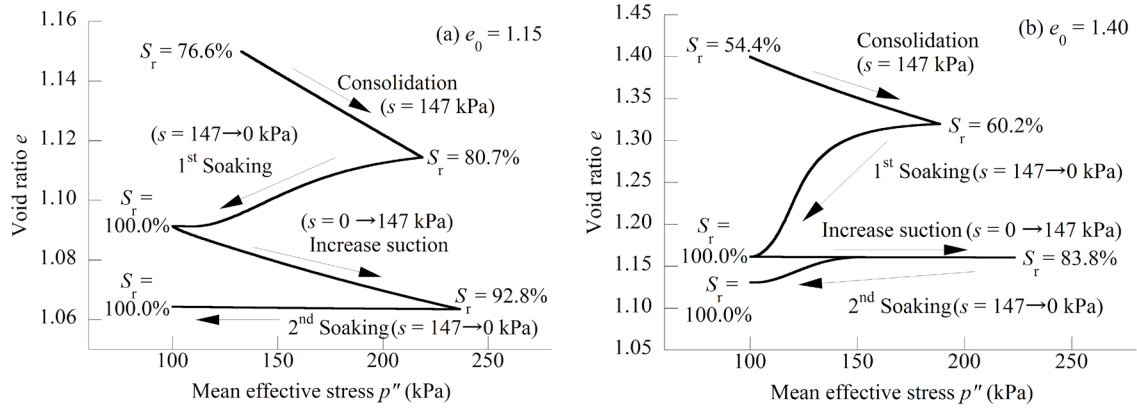 1.16
1.15
1.14
1.12
1.10
1.08
1.06
Void ratio e
(a) e0 = 1.15
Sr = 76.6%
Consolidation
(s = 147 kPa)
(s = 147→0 kPa)
1st Soaking
Sr = 80.7%
Sr =
100.0%
(s = 0 →147 kPa)
Increase suction
Sr =
100.0%
Sr = 92.8%
2nd Soaking (s = 147→0 kPa)
100 150 200 250
Mean effective stress p″ (kPa)
1.45
1.40
1.35
1.30
1.25
1.20
1.15
1.10
1.05
Void ratio e
(b) e0 = 1.40
Sr = 54.4%
Consolidation
(s = 147 kPa)
Sr = 60.2%
1st Soaking (s = 147→0 kPa)
Sr =
100.0%
Increase suction (s = 0 →147 kPa)
Sr = 83.8%
Sr =
100.0%
2nd Soaking (s = 147→0 kPa)
100 150 200 250
Mean effective stress p″ (kPa)